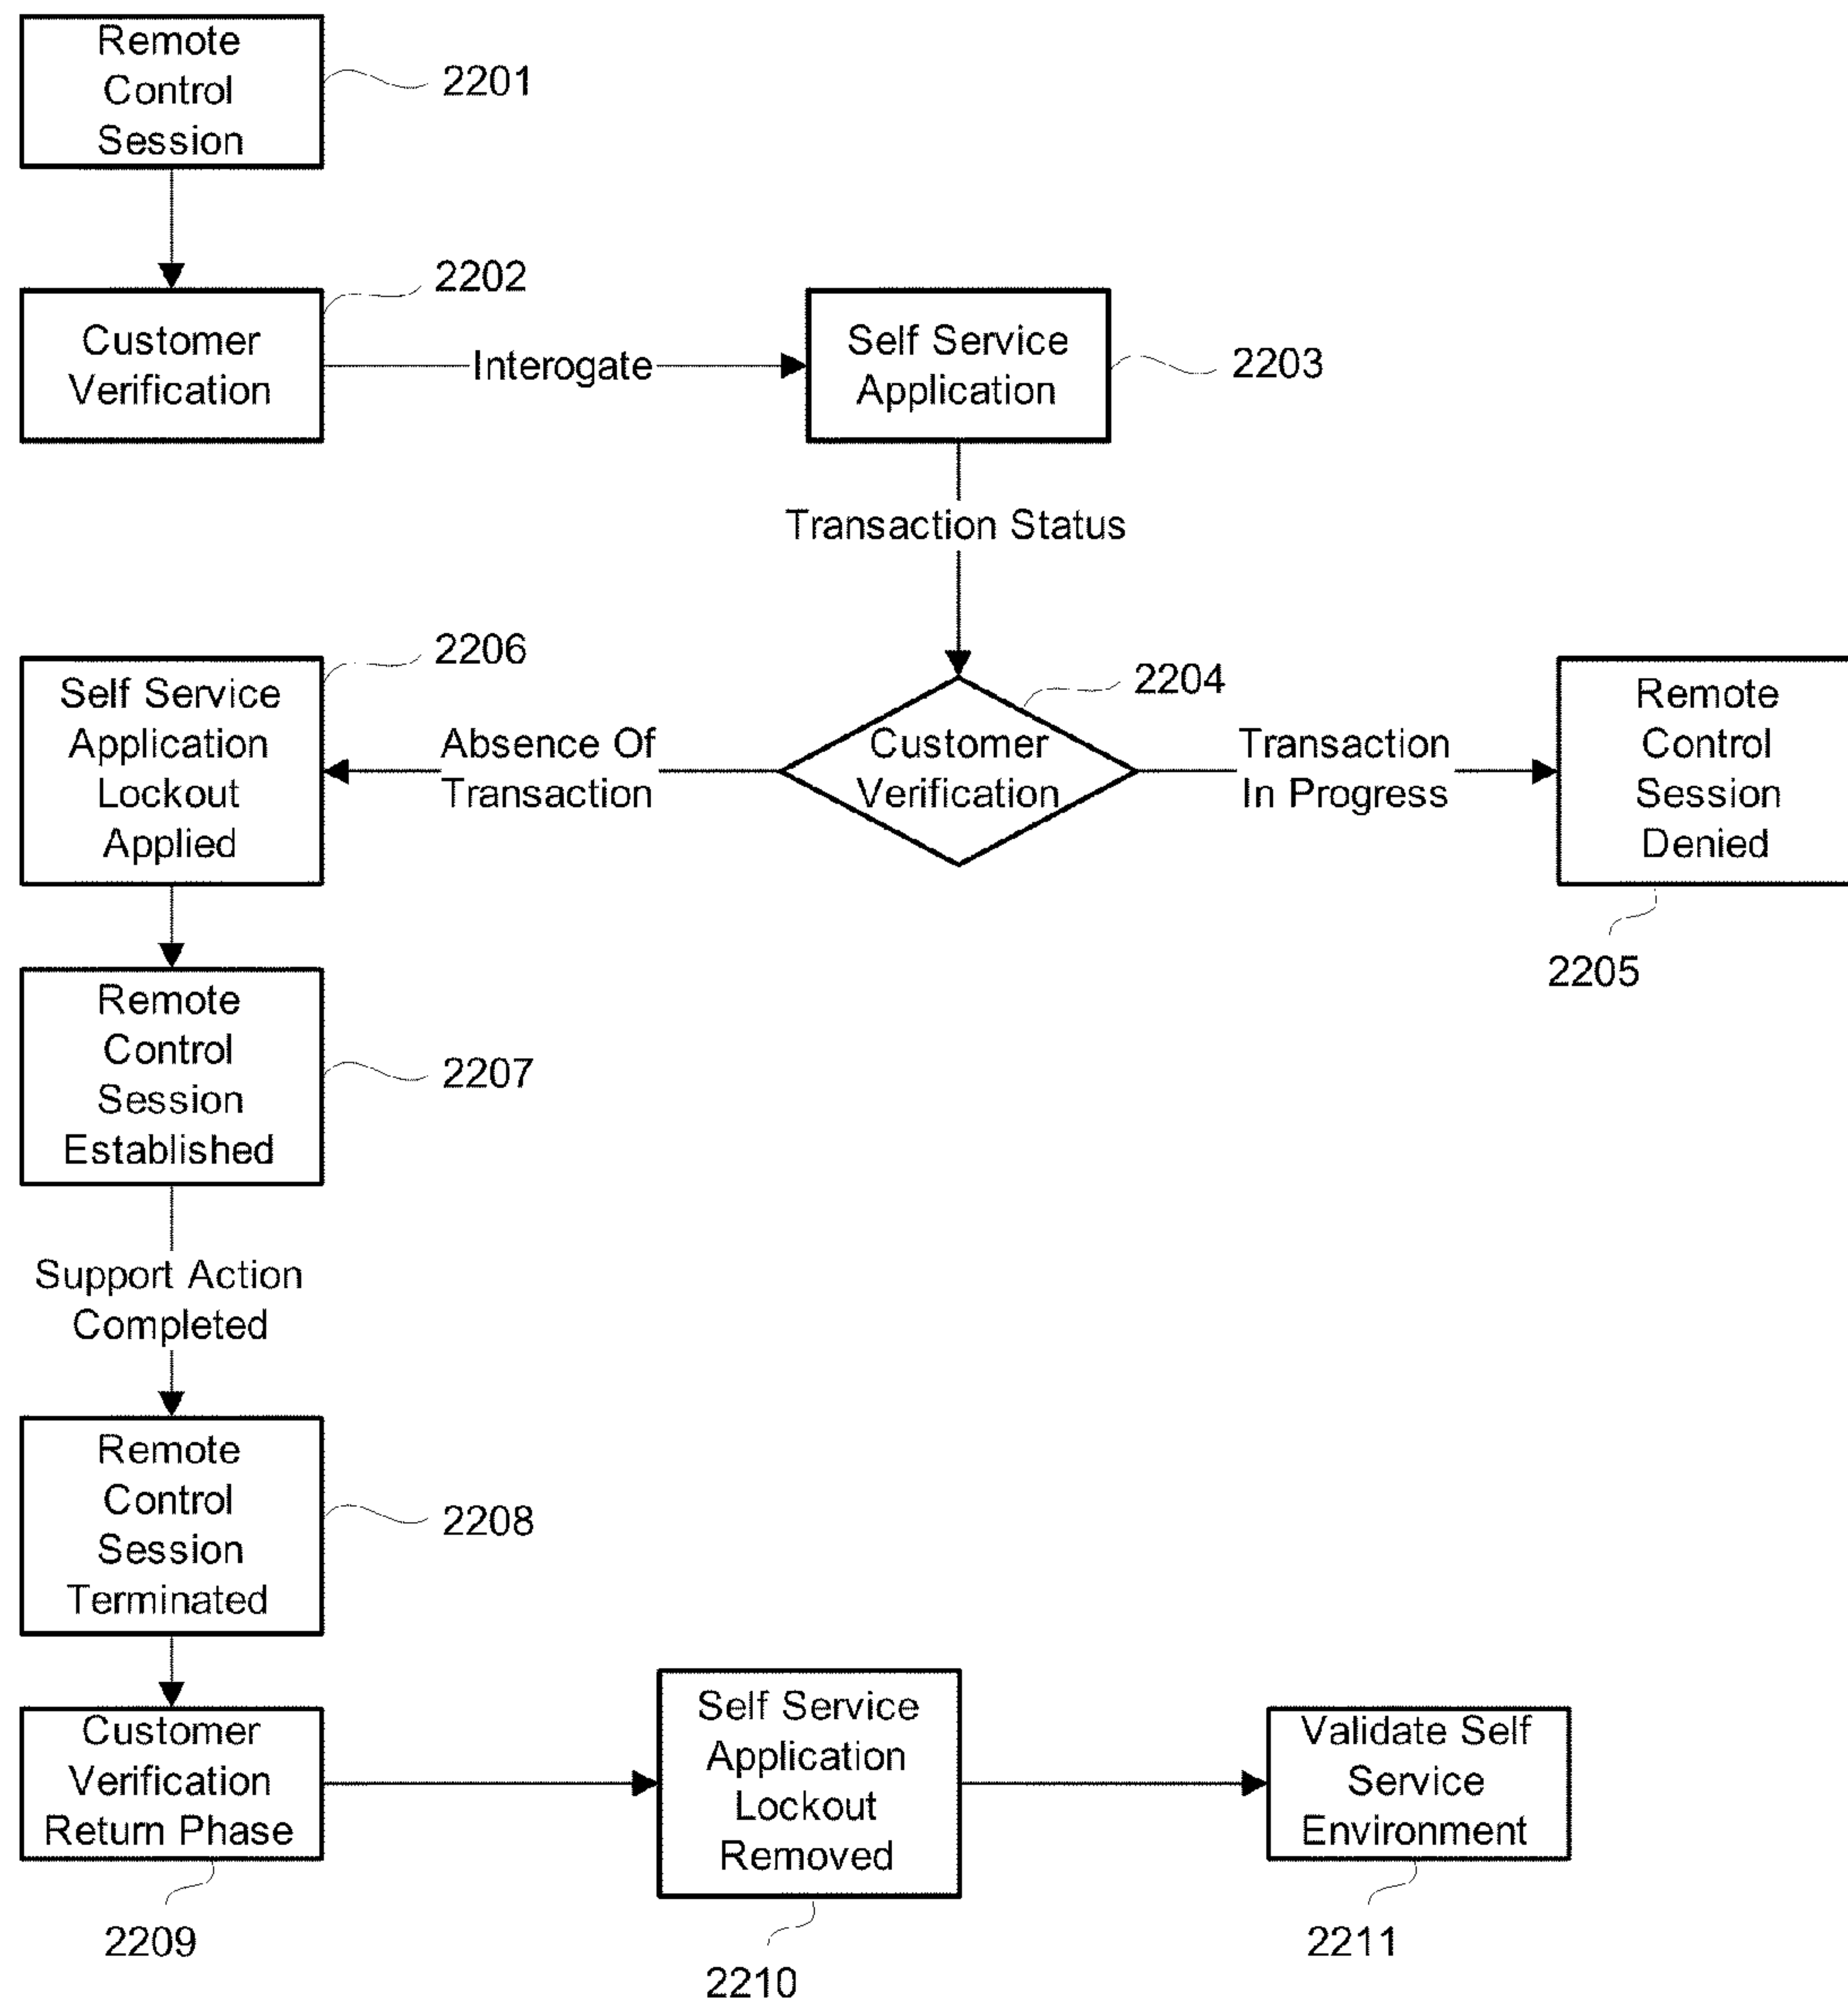 Remote
Control
Session
2201
2202
Customer
Verification
Interogate
Self Service
Application
2203
Transaction Status
2206
Self Service
Application
Lockout
Applied
Absence Of
Transaction
2204
Customer
Verification
Transaction
In Progress
Remote
Control
Session
Denied
2205
Remote
Control
Session
Established
2207
Support Action
Completed
Remote
Control
Session
Terminated
2208
Customer
Verification
Return Phase
2209
Self Service
Application
Lockout
Removed
2210
Validate Self
Service
Environment
2211